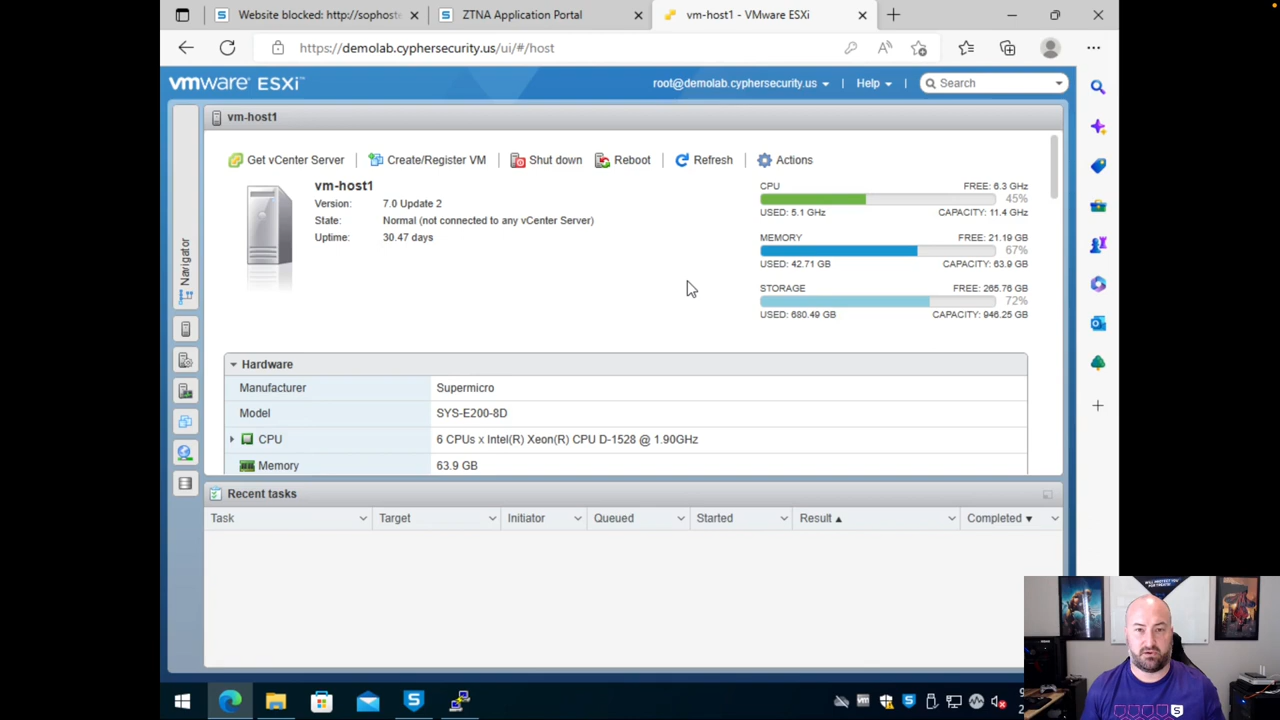 Website blocked: http://sophost
ZTNA Application Portal
vm-host1 - VMware ESXi
https://demolab.cyphersecurity.us/ui/#/host
vmware ESXi™
root@demolab.cyphersecurity.us
Help
Search
vm-host1
Navigator
Get vCenter Server
Create/Register VM
Shut down
Reboot
Refresh
Actions
vm-host1
Version: 7.0 Update 2
State: Normal (not connected to any vCenter Server)
Uptime: 30.47 days
CPU FREE: 6.3 GHz
45%
USED: 5.1 GHz CAPACITY: 11.4 GHz
MEMORY FREE: 21.19 GB
67%
USED: 42.71 GB CAPACITY: 63.9 GB
STORAGE FREE: 265.76 GB
72%
USED: 680.49 GB CAPACITY: 946.25 GB
Hardware
Manufacturer Supermicro
Model SYS-E200-8D
CPU 6 CPUs x Intel(R) Xeon(R) CPU D-1528 @ 1.90GHz
Memory 63.9 GB
Recent tasks
Task Target Initiator Queued Started Result Completed